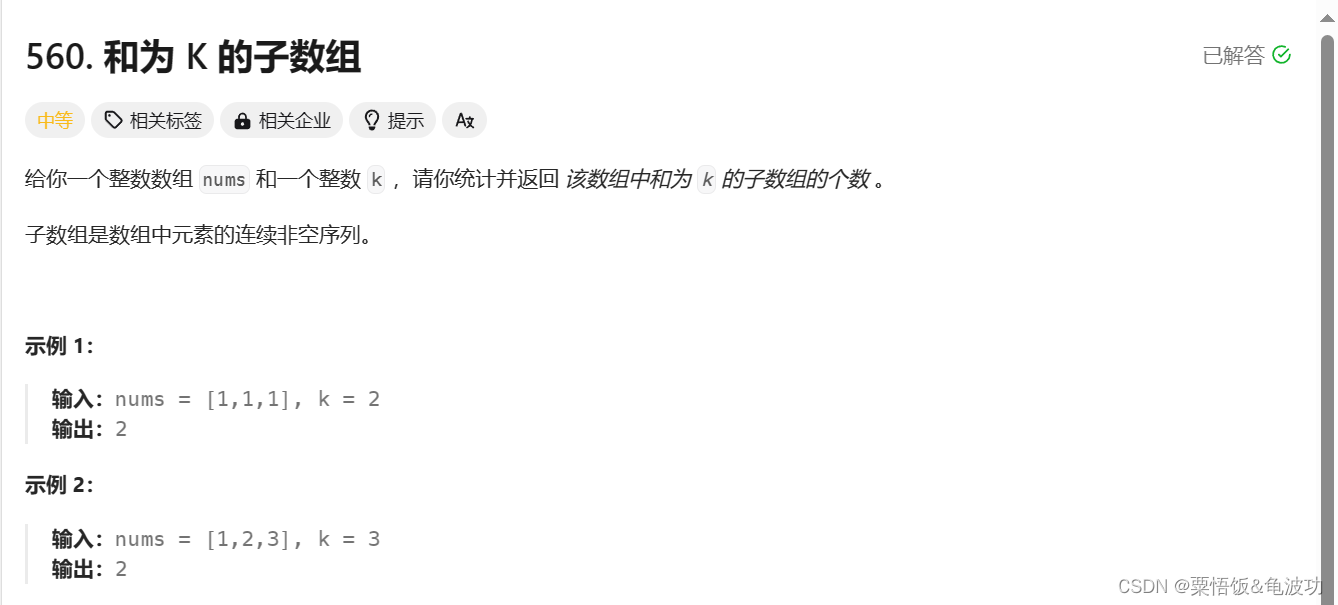 560. 和为 K 的子数组
已解答
中等 相关标签 相关企业 提示
给你一个整数数组 nums 和一个整数 k ，请你统计并返回 该数组中和为 k 的子数组的个数 。
子数组是数组中元素的连续非空序列。
示例 1：
输入：nums = [1,1,1], k = 2
输出：2
示例 2：
输入：nums = [1,2,3], k = 3
输出：2
CSDN @粟悟饭&龟波功